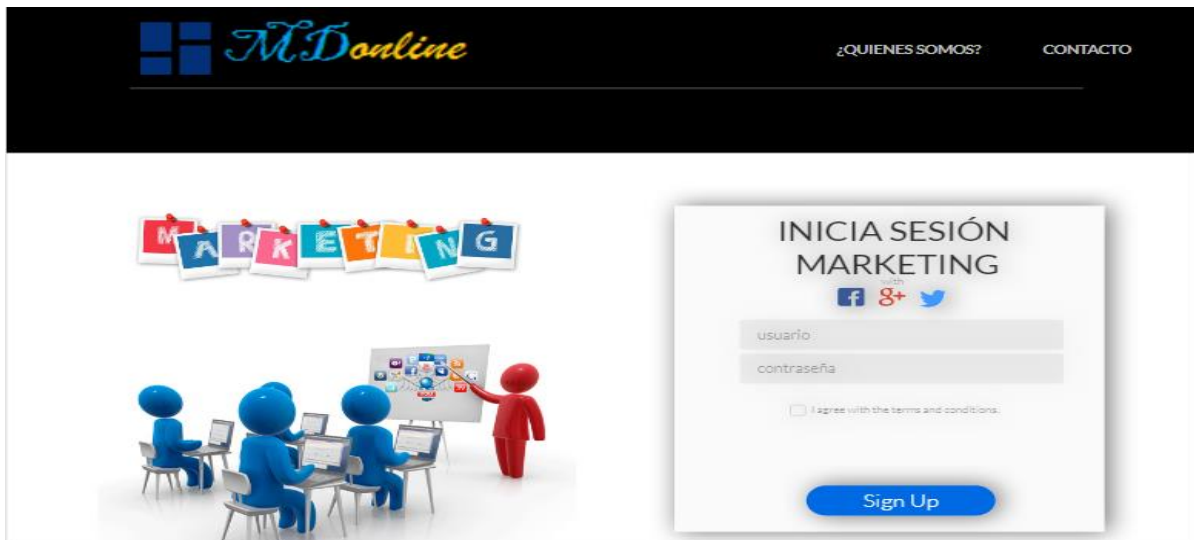 MDonline
¿QUIENES SOMOS?
CONTACTO
MARKETING
INICIA SESIÓN
MARKETING
with
8+
usuario
contraseña
I agree with the terms and conditions.
Sign Up